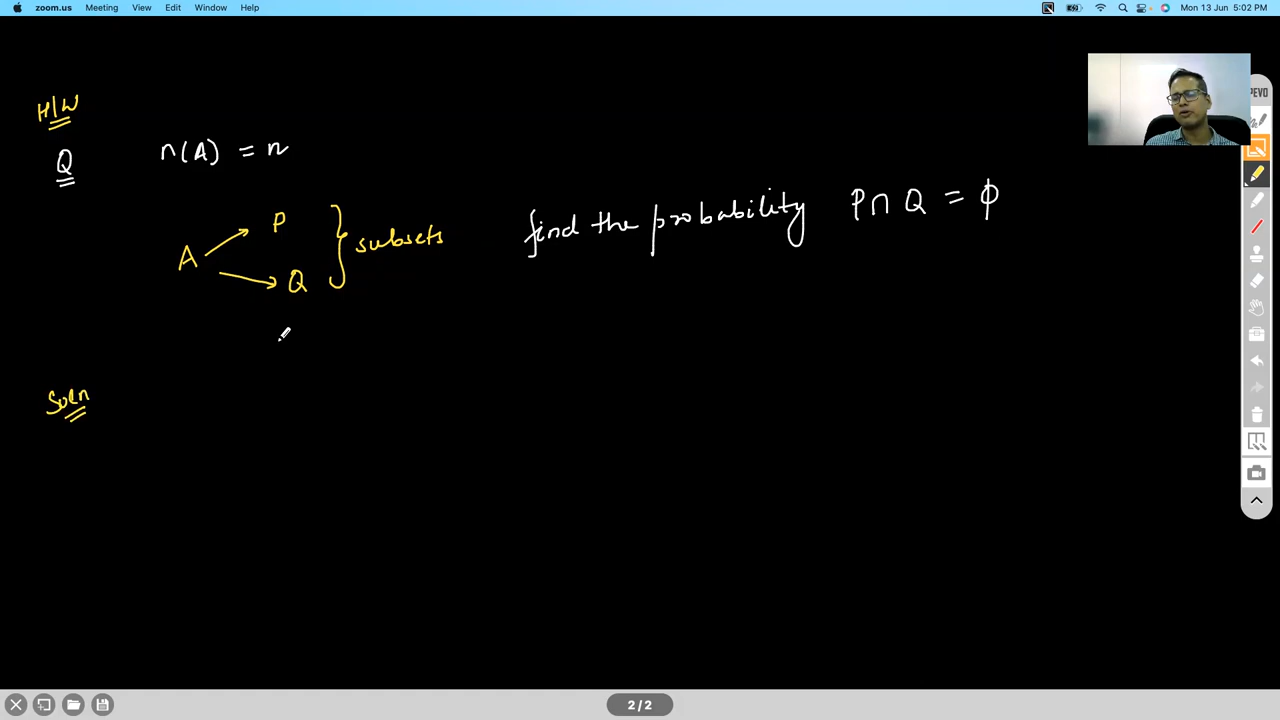 zoom.us Meeting View Edit Window Help Mon 13 Jun 5:02 PM
H/W
Q n(A) = n
A P Q } subsets find the probability P∩Q = ϕ
Soln
2/2